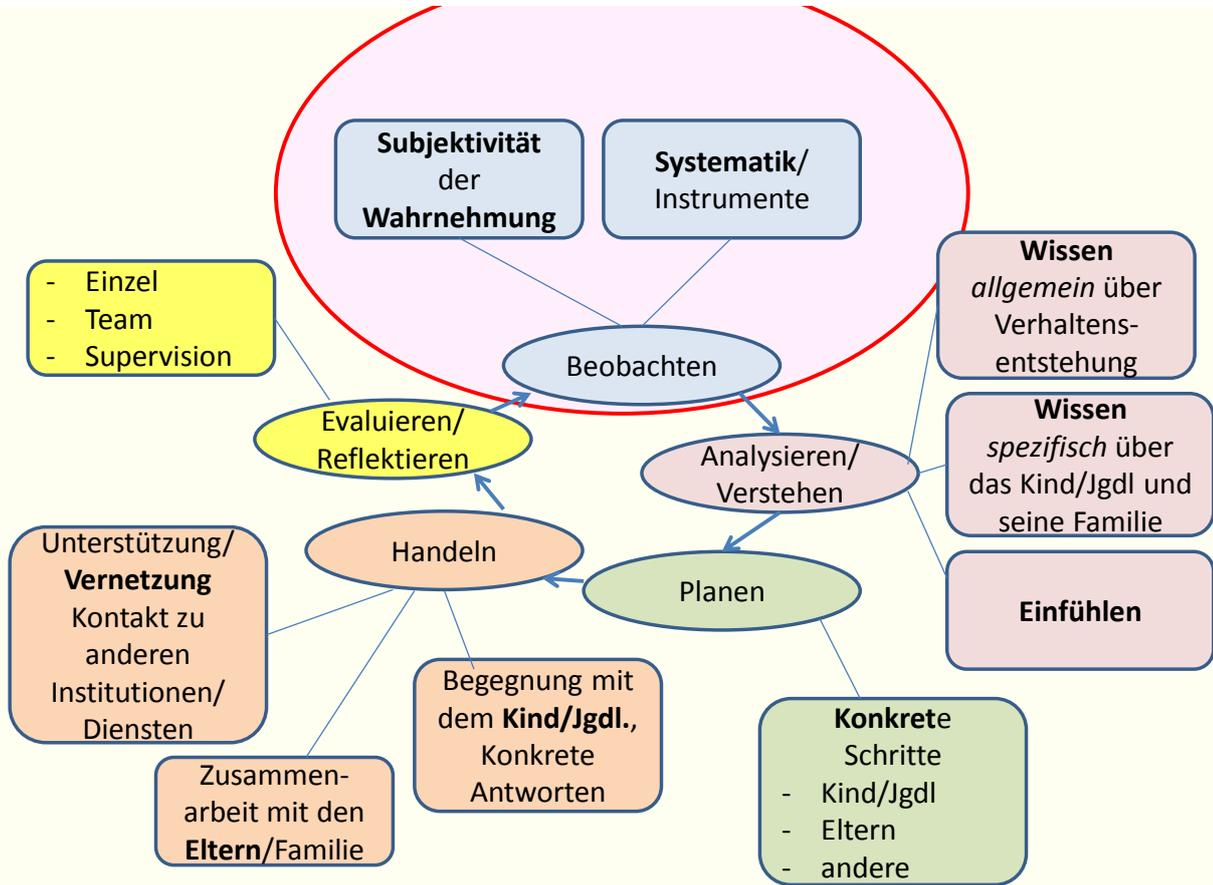 Subjektivität
der
Wahrnehmung
Systematik/
Instrumente
Beobachten
Wissen
allgemein über
Verhaltens-
entstehung
- Einzel
- Team
- Supervision
Evaluieren/
Reflektieren
Analysieren/
Verstehen
Wissen
spezifisch über
das Kind/Jgdl und
seine Familie
Einfühlen
Handeln
Planen
Unterstützung/
Vernetzung
Kontakt zu
anderen
Institutionen/
Diensten
Begegnung mit
dem Kind/Jgdl.,
Konkrete
Antworten
Zusammen-
arbeit mit den
Eltern/Familie
Konkrete
Schritte
- Kind/Jgdl
- Eltern
- andere